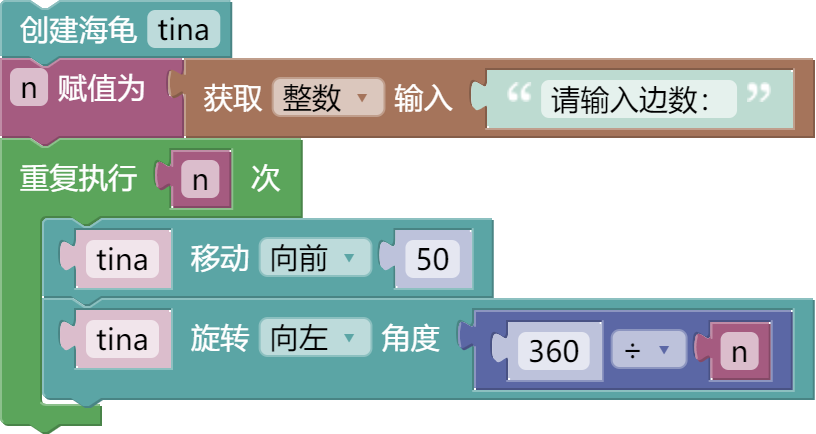 创建海龟 tina
n 赋值为 获取 整数 输入 “ 请输入边数： ”
重复执行 n 次
tina 移动 向前 50
tina 旋转 向左 角度 360 ÷ n